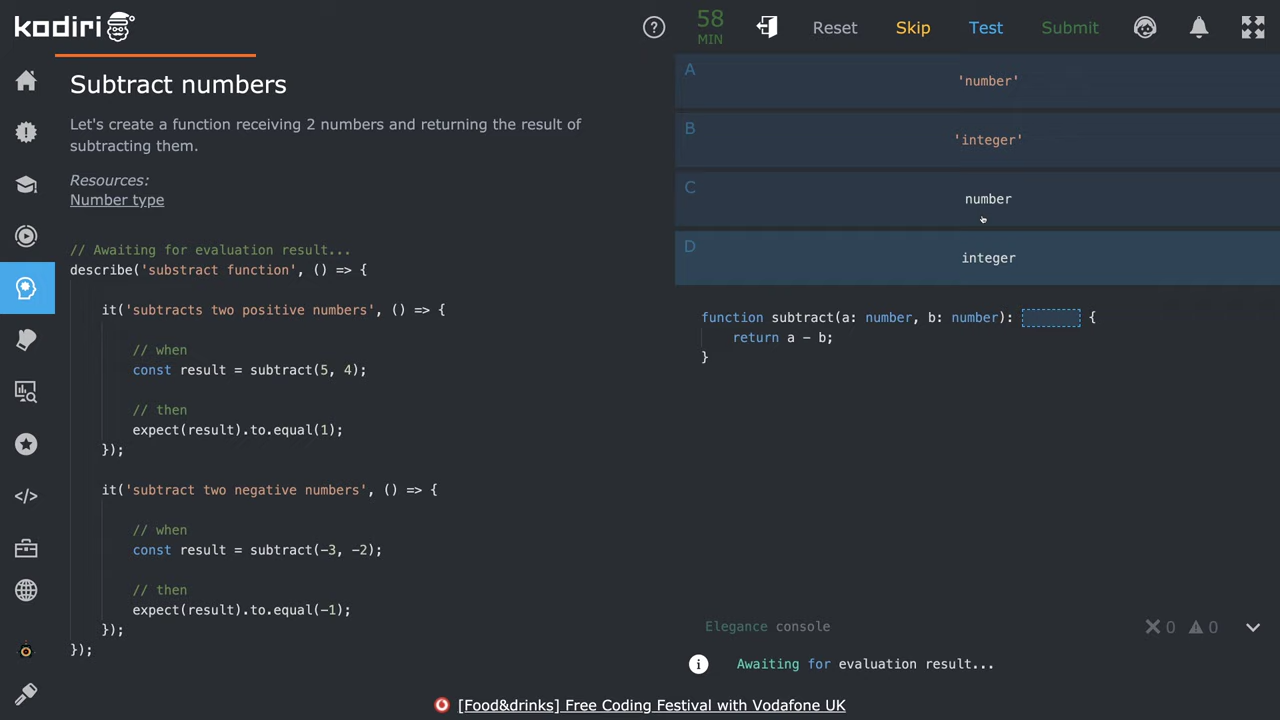 kodiri
58
MIN
Reset
Skip
Test
Submit
Subtract numbers
Let's create a function receiving 2 numbers and returning the result of
subtracting them.
Resources:
Number type
// Awaiting for evaluation result...
describe('substract function', () => {
it('subtracts two positive numbers', () => {
// when
const result = subtract(5, 4);
// then
expect(result).to.equal(1);
});
it('subtract two negative numbers', () => {
// when
const result = subtract(-3, -2);
// then
expect(result).to.equal(-1);
});
});
A
'number'
B
'integer'
C
number
D
integer
function subtract(a: number, b: number): {
return a - b;
}
Elegance console
0
0
Awaiting for evaluation result...
[Food&drinks] Free Coding Festival with Vodafone UK